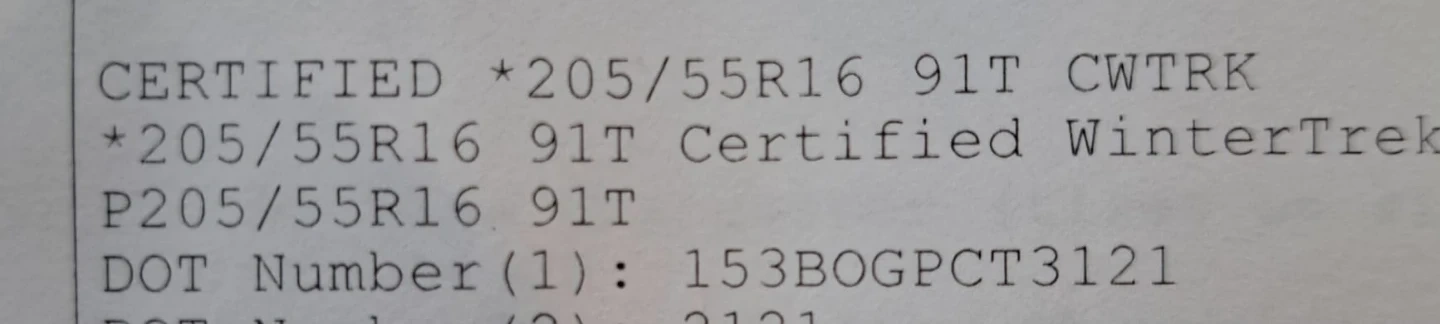 CERTIFIED *205/55R16 91T CWTRK
*205/55R16 91T Certified WinterTrek
P205/55R16 91T
DOT Number(1): 153BOGPCT3121